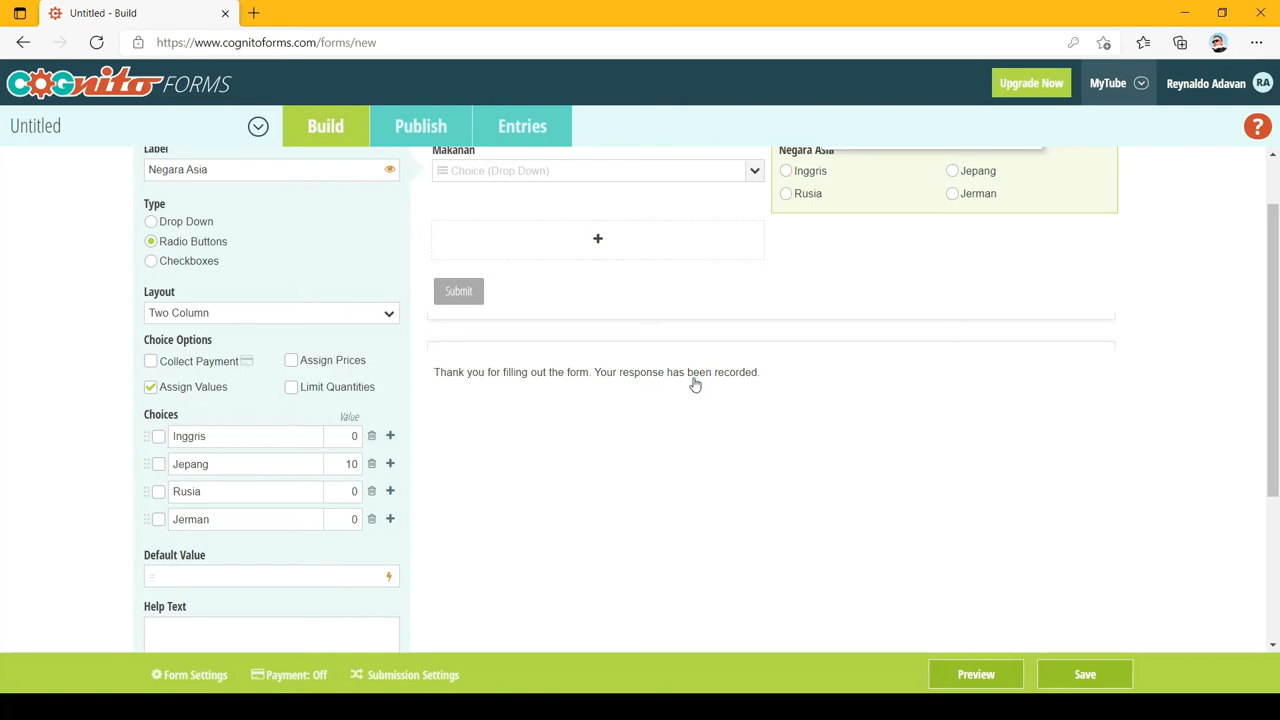 Untitled - Build
https://www.cognitoforms.com/forms/new
COGNITO FORMS
Upgrade Now
MyTube
Reynaldo Adavan
RA
Untitled
Build
Publish
Entries
?
Label
Negara Asia
Type
Drop Down
Radio Buttons
Checkboxes
Layout
Two Column
Choice Options
Collect Payment
Assign Prices
Assign Values
Limit Quantities
Choices
Value
Inggris 0
Jepang 10
Rusia 0
Jerman 0
Default Value
=
Help Text
Makanan
Choice (Drop Down)
Negara Asia
Inggris
Jepang
Rusia
Jerman
Submit
Thank you for filling out the form. Your response has been recorded.
Form Settings
Payment: Off
Submission Settings
Preview
Save